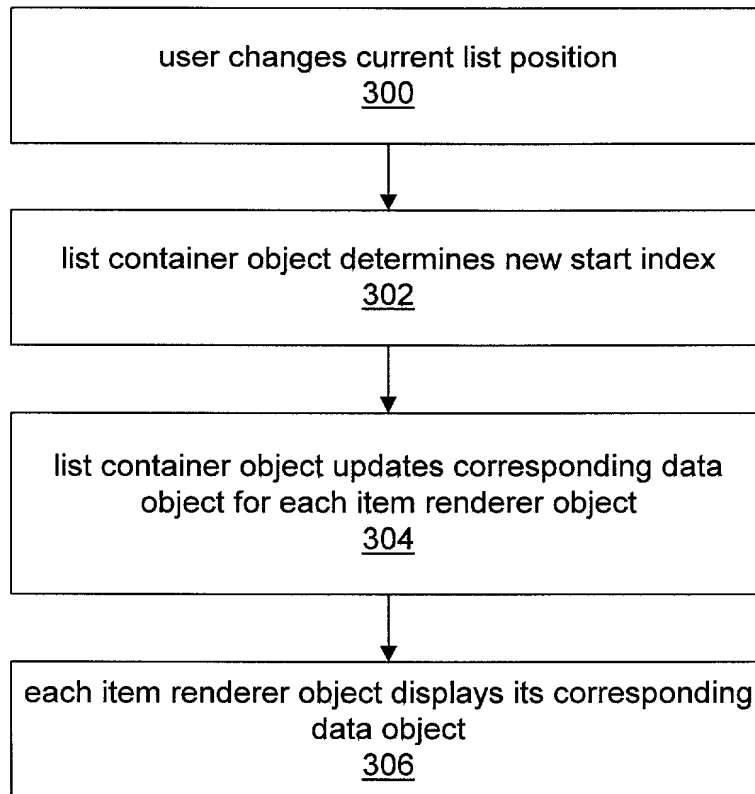 user changes current list position
300
list container object determines new start index
302
list container object updates corresponding data
object for each item renderer object
304
each item renderer object displays its corresponding
data object
306